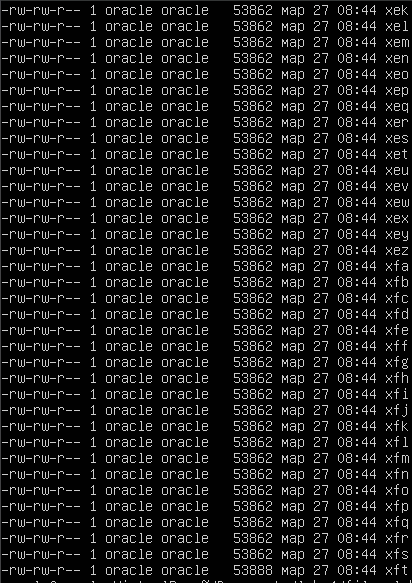 -rw-rw-r-- 1 oracle oracle 53862 мар 27 08:44 xek
-rw-rw-r-- 1 oracle oracle 53862 мар 27 08:44 xel
-rw-rw-r-- 1 oracle oracle 53862 мар 27 08:44 xem
-rw-rw-r-- 1 oracle oracle 53862 мар 27 08:44 xen
-rw-rw-r-- 1 oracle oracle 53862 мар 27 08:44 xeo
-rw-rw-r-- 1 oracle oracle 53862 мар 27 08:44 xep
-rw-rw-r-- 1 oracle oracle 53862 мар 27 08:44 xeq
-rw-rw-r-- 1 oracle oracle 53862 мар 27 08:44 xer
-rw-rw-r-- 1 oracle oracle 53862 мар 27 08:44 xes
-rw-rw-r-- 1 oracle oracle 53862 мар 27 08:44 xet
-rw-rw-r-- 1 oracle oracle 53862 мар 27 08:44 xeu
-rw-rw-r-- 1 oracle oracle 53862 мар 27 08:44 xev
-rw-rw-r-- 1 oracle oracle 53862 мар 27 08:44 xew
-rw-rw-r-- 1 oracle oracle 53862 мар 27 08:44 xex
-rw-rw-r-- 1 oracle oracle 53862 мар 27 08:44 xey
-rw-rw-r-- 1 oracle oracle 53862 мар 27 08:44 xez
-rw-rw-r-- 1 oracle oracle 53862 мар 27 08:44 xfa
-rw-rw-r-- 1 oracle oracle 53862 мар 27 08:44 xfb
-rw-rw-r-- 1 oracle oracle 53862 мар 27 08:44 xfc
-rw-rw-r-- 1 oracle oracle 53862 мар 27 08:44 xfd
-rw-rw-r-- 1 oracle oracle 53862 мар 27 08:44 xfe
-rw-rw-r-- 1 oracle oracle 53862 мар 27 08:44 xff
-rw-rw-r-- 1 oracle oracle 53862 мар 27 08:44 xfg
-rw-rw-r-- 1 oracle oracle 53862 мар 27 08:44 xfh
-rw-rw-r-- 1 oracle oracle 53862 мар 27 08:44 xfi
-rw-rw-r-- 1 oracle oracle 53862 мар 27 08:44 xfj
-rw-rw-r-- 1 oracle oracle 53862 мар 27 08:44 xfk
-rw-rw-r-- 1 oracle oracle 53862 мар 27 08:44 xfl
-rw-rw-r-- 1 oracle oracle 53862 мар 27 08:44 xfm
-rw-rw-r-- 1 oracle oracle 53862 мар 27 08:44 xfn
-rw-rw-r-- 1 oracle oracle 53862 мар 27 08:44 xfo
-rw-rw-r-- 1 oracle oracle 53862 мар 27 08:44 xfp
-rw-rw-r-- 1 oracle oracle 53862 мар 27 08:44 xfq
-rw-rw-r-- 1 oracle oracle 53862 мар 27 08:44 xfr
-rw-rw-r-- 1 oracle oracle 53862 мар 27 08:44 xfs
-rw-rw-r-- 1 oracle oracle 53888 мар 27 08:44 xft